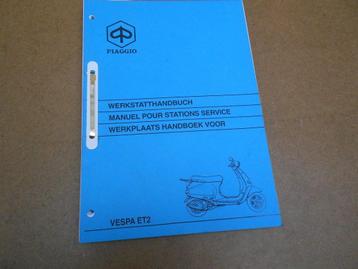 PIAGGIO
WERKSTATTHANDBUCH
MANUEL POUR STATIONS SERVICE
WERKPLAATS HANDBOEK VOOR
VESPA ET2